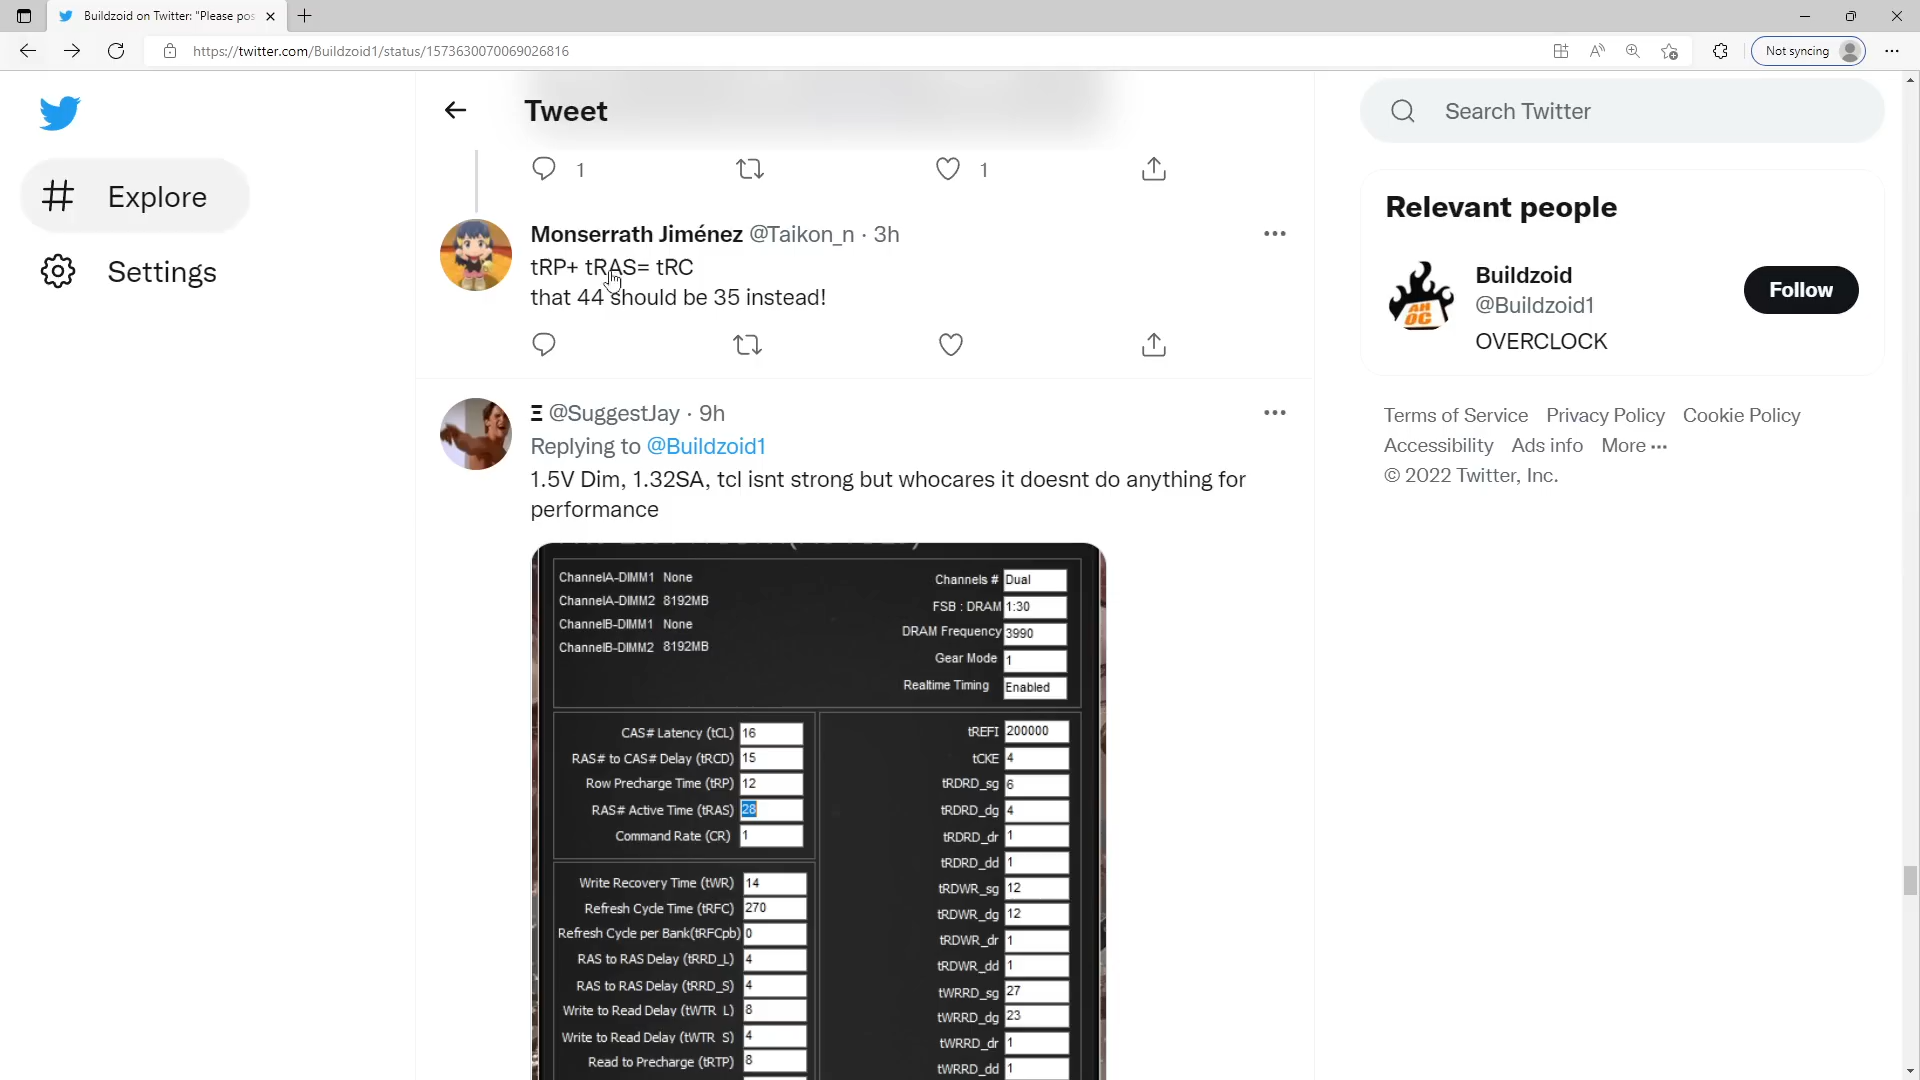 Buildzoid on Twitter: "Please pos
https://twitter.com/Buildzoid1/status/1573630070069026816
Not syncing
Explore
Settings
Tweet
1
1
Monserrath Jiménez @Taikon_n · 3h
tRP+ tRAS= tRC
that 44 should be 35 instead!
Ξ @SuggestJay · 9h
Replying to @Buildzoid1
1.5V Dim, 1.32SA, tcl isnt strong but whocares it doesnt do anything for
performance
ChannelA-DIMM1 None
ChannelA-DIMM2 8192MB
ChannelB-DIMM1 None
ChannelB-DIMM2 8192MB
Channels # Dual
FSB : DRAM 1:30
DRAM Frequency 3990
Gear Mode 1
Realtime Timing Enabled
CAS# Latency (tCL) 16
RAS# to CAS# Delay (tRCD) 15
Row Precharge Time (tRP) 12
RAS# Active Time (tRAS) 28
Command Rate (CR) 1
Write Recovery Time (tWR) 14
Refresh Cycle Time (tRFC) 270
Refresh Cycle per Bank(tRFCpb) 0
RAS to RAS Delay (tRRD_L) 4
RAS to RAS Delay (tRRD_S) 4
Write to Read Delay (tWTR_L) 8
Write to Read Delay (tWTR_S) 4
Read to Precharge (tRTP) 8
tREFI 200000
tCKE 4
tRDRD_sg 6
tRDRD_dg 4
tRDRD_dr 1
tRDRD_dd 1
tRDWR_sg 12
tRDWR_dg 12
tRDWR_dr 1
tRDWR_dd 1
tWRRD_sg 27
tWRRD_dg 23
tWRRD_dr 1
tWRRD_dd 1
Search Twitter
Relevant people
Buildzoid
@Buildzoid1
OVERCLOCK
Follow
AH
OC
Terms of Service Privacy Policy Cookie Policy
Accessibility Ads info More ···
© 2022 Twitter, Inc.